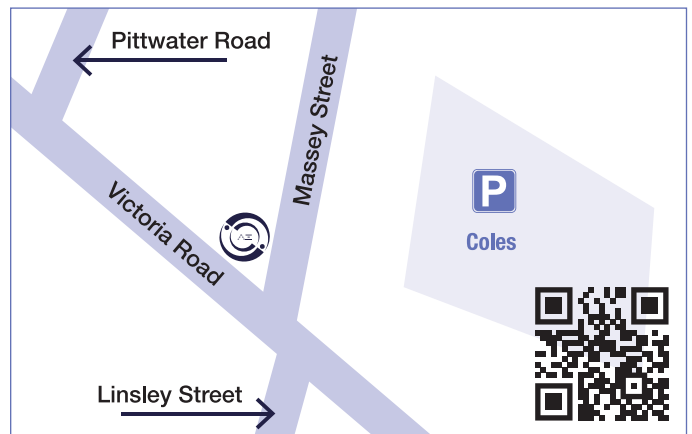 Pittwater Road
Massey Street
Victoria Road
P
Coles
Linsley Street